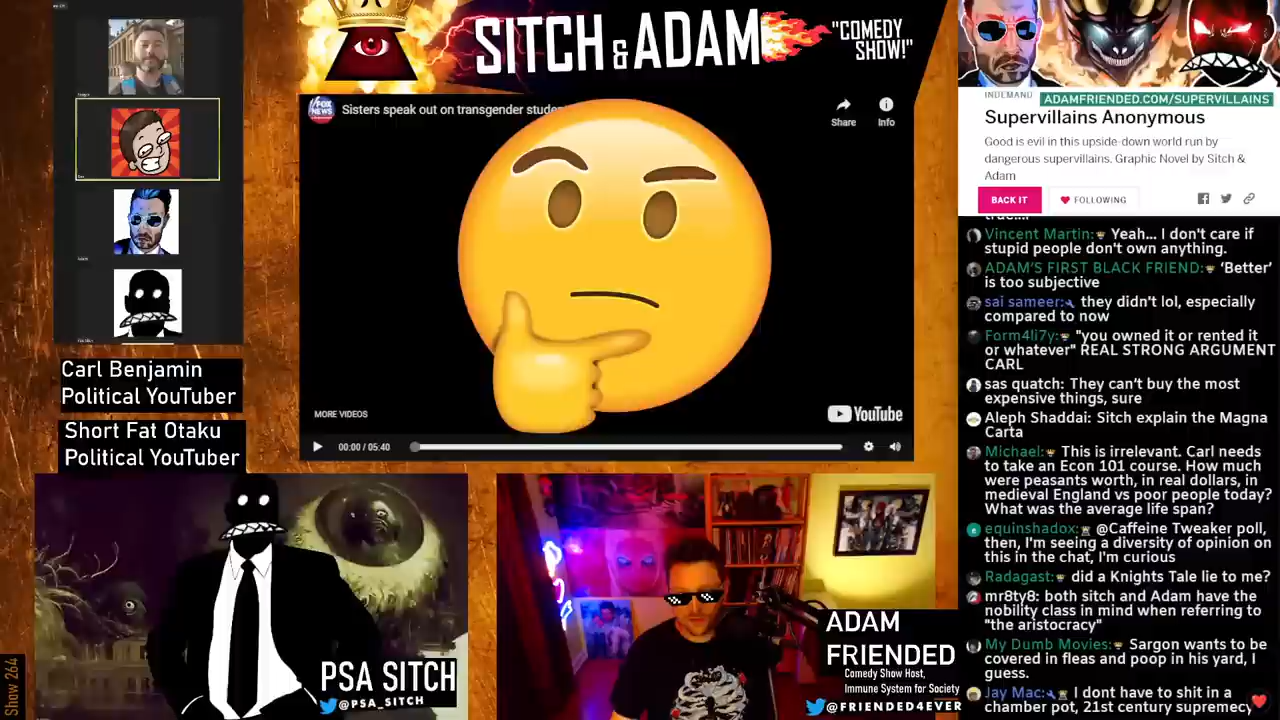 Carl Benjamin
Political YouTuber
Short Fat Otaku
Political YouTuber
Show 264
SITCH & ADAM
"COMEDY
SHOW!"
FOX
NEWS
Sisters speak out on transgender stude
Share
Info
MORE VIDEOS
YouTube
00:00 / 05:40
PSA SITCH
@PSA_SITCH
ADAM
FRIENDED
Comedy Show Host,
Immune System for Society
@FRIENDED4EVER
INDEMAND
ADAMFRIENDED.COM/SUPERVILLAINS
Supervillains Anonymous
Good is evil in this upside-down world run by
dangerous supervillains. Graphic Novel by Sitch &
Adam
BACK IT
FOLLOWING
Vincent Martin: Yeah... I don't care if
stupid people don't own anything.
ADAM'S FIRST BLACK FRIEND: 'Better'
is too subjective
sai sameer: they didn't lol, especially
compared to now
Form4li7y: "you owned it or rented it
or whatever" REAL STRONG ARGUMENT
CARL
sas quatch: They can't buy the most
expensive things, sure
Aleph Shaddai: Sitch explain the Magna
Carta
Michael: This is irrelevant. Carl needs
to take an Econ 101 course. How much
were peasants worth, in real dollars, in
medieval England vs poor people today?
What was the average life span?
equinshadox: @Caffeine Tweaker poll,
then, I'm seeing a diversity of opinion on
this in the chat, I'm curious
Radagast: did a Knights Tale lie to me?
mr8ty8: both sitch and Adam have the
nobility class in mind when referring to
"the aristocracy"
My Dumb Movies: Sargon wants to be
covered in fleas and poop in his yard, I
guess.
Jay Mac: I dont have to shit in a
chamber pot, 21st century supremecy